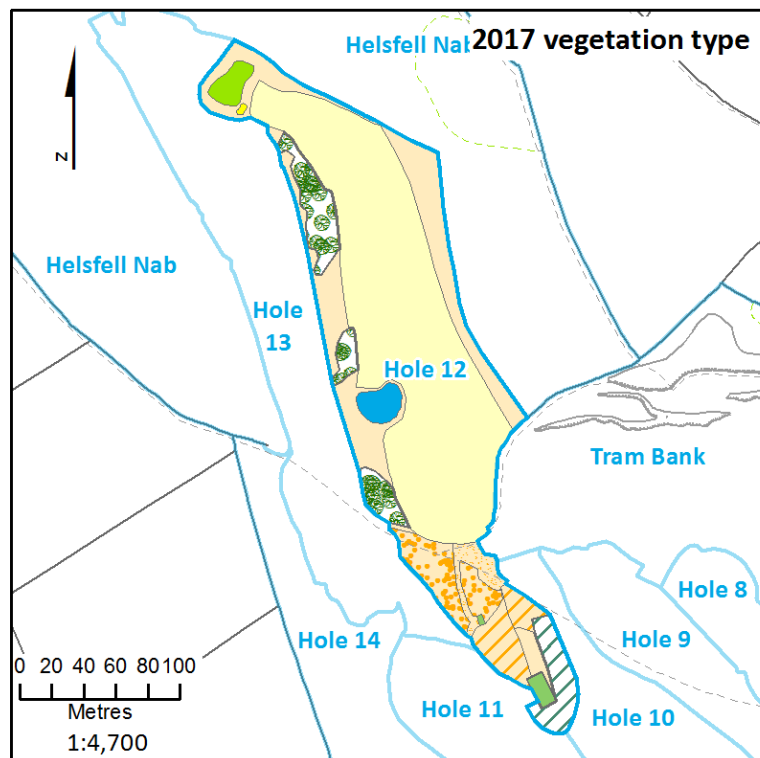 2017 vegetation type
Helsfell Nab
z
Helsfell Nab
Hole
13
Hole 12
Tram Bank
Hole 8
Hole 9
Hole 14
Hole 11
Hole 10
0 20 40 60 80 100
Metres
1:4,700